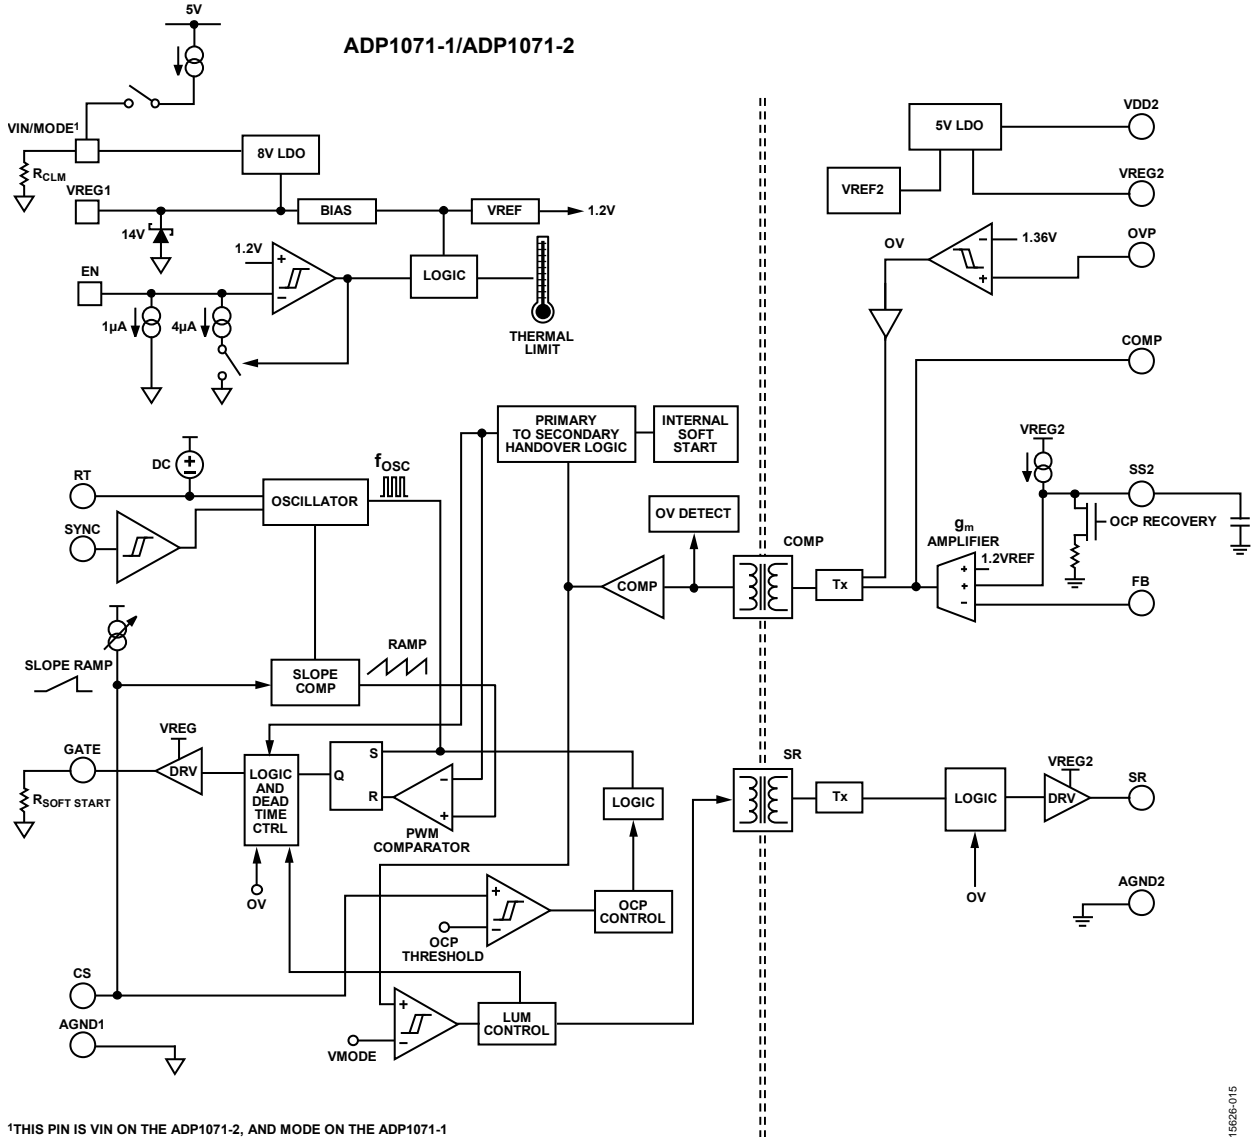 5V
ADP1071-1/ADP1071-2
VIN/MODE1
RCLM
8V LDO
VREG1
BIAS
VREF
1.2V
14V
1.2V
+
−
EN
LOGIC
1µA
4µA
THERMAL
LIMIT
5V LDO
VDD2
VREF2
VREG2
OV
−
1.36V
+
OVP
COMP
PRIMARY
TO SECONDARY
HANDOVER LOGIC
INTERNAL
SOFT
START
DC
+
−
fOSC
RT
OSCILLATOR
SYNC
OV DETECT
COMP
COMP
Tx
VREG2
SS2
OCP RECOVERY
gm
AMPLIFIER
1.2VREF
+
+
−
FB
SLOPE RAMP
SLOPE
COMP
RAMP
VREG
GATE
DRV
RSOFT START
LOGIC
AND
DEAD
TIME
CTRL
Q
S
R
−
+
PWM
COMPARATOR
LOGIC
SR
Tx
LOGIC
VREG2
DRV
SR
OV
OV
AGND2
+
−
OCP
THRESHOLD
OCP
CONTROL
CS
AGND1
+
−
VMODE
LUM
CONTROL
1THIS PIN IS VIN ON THE ADP1071-2, AND MODE ON THE ADP1071-1
15626-015